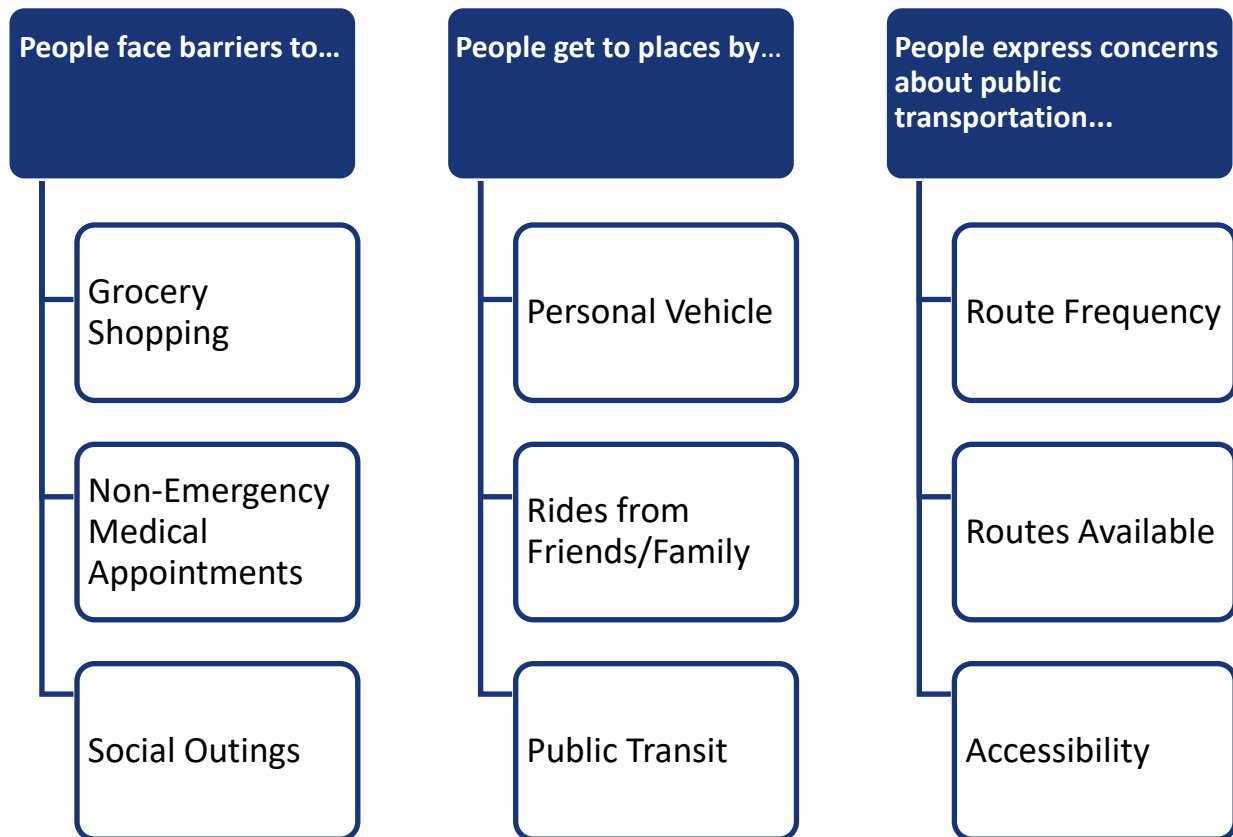 People face barriers to…
Grocery
Shopping
Non-Emergency
Medical
Appointments
Social Outings
People get to places by…
Personal Vehicle
Rides from
Friends/Family
Public Transit
People express concerns
about public
transportation...
Route Frequency
Routes Available
Accessibility